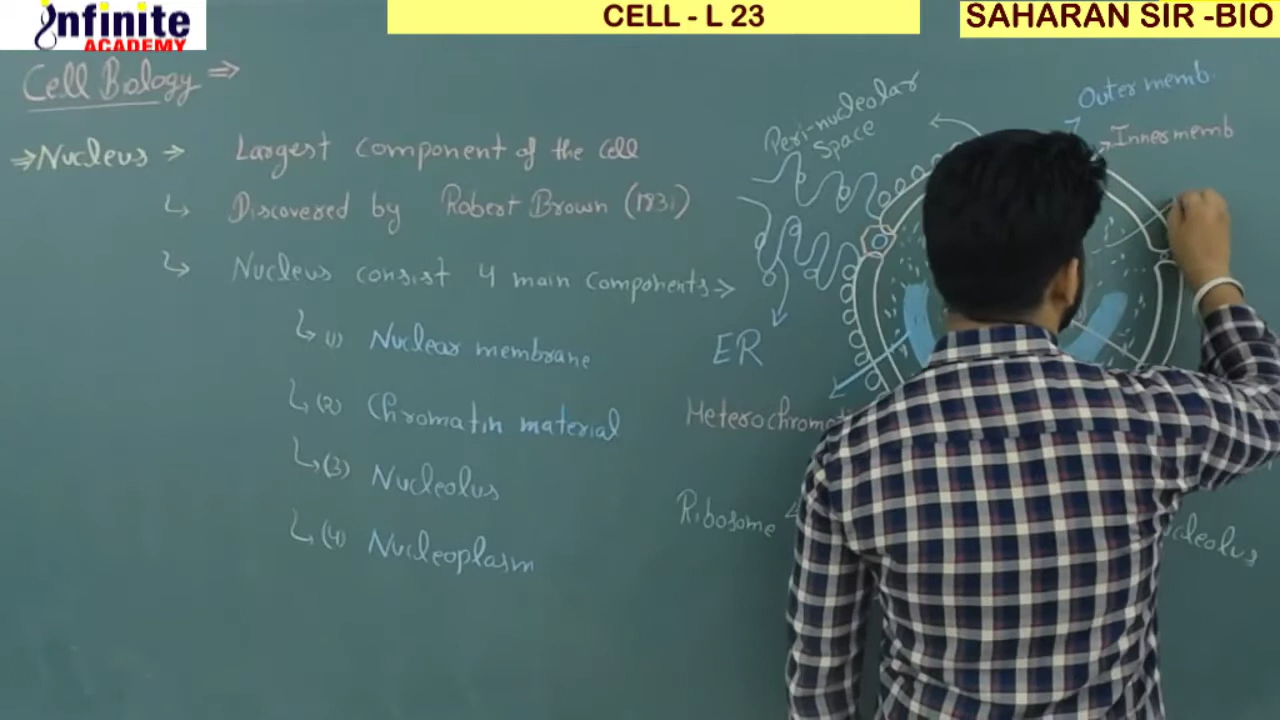 infinite
ACADEMY
CELL - L 23
SAHARAN SIR -BIO
Cell Biology ⇒
⇒ Nucleus → Largest component of the cell
↳ Discovered by Robert Brown (1831)
↳ Nucleus consist 4 main components →
↳ (1) Nuclear membrane
↳ (2) Chromatin material
↳ (3) Nucleolus
↳ (4) Nucleoplasm
Peri-nucleolar
Space
Outer memb.
Inner memb
ER
Heterochromati
Ribosome
ucleolus